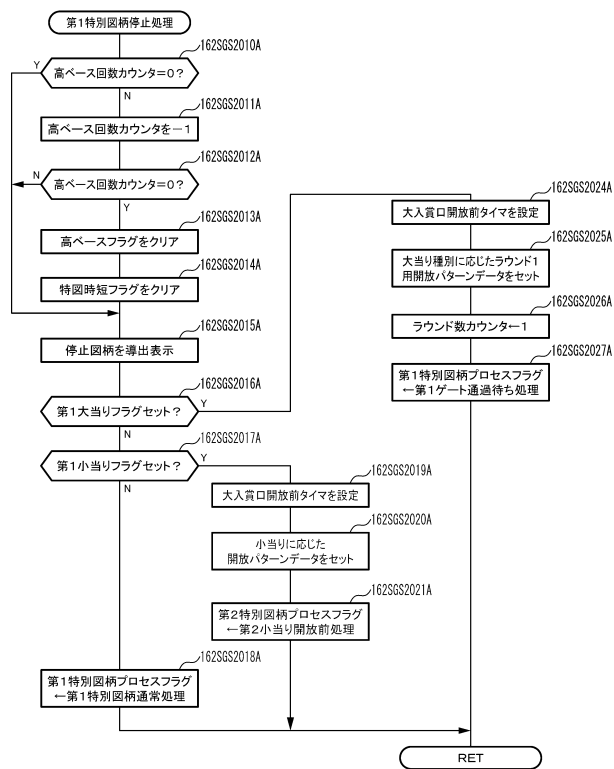 第1特別図柄停止処理
162SGS2010A
高ベース回数カウンタ=0?
Y
N
162SGS2011A
高ベース回数カウンタを－1
162SGS2012A
高ベース回数カウンタ=0?
N
Y
162SGS2013A
高ベースフラグをクリア
162SGS2014A
特図時短フラグをクリア
162SGS2015A
停止図柄を導出表示
162SGS2016A
第1大当りフラグセット?
Y
N
162SGS2017A
第1小当りフラグセット?
Y
N
162SGS2018A
第1特別図柄プロセスフラグ
←第1特別図柄通常処理
162SGS2019A
大入賞口開放前タイマを設定
162SGS2020A
小当りに応じた
開放パターンデータをセット
162SGS2021A
第2特別図柄プロセスフラグ
←第2小当り開放前処理
162SGS2024A
大入賞口開放前タイマを設定
162SGS2025A
大当り種別に応じたラウンド1
用開放パターンデータをセット
162SGS2026A
ラウンド数カウンタ←1
162SGS2027A
第1特別図柄プロセスフラグ
←第1ゲート通過待ち処理
RET